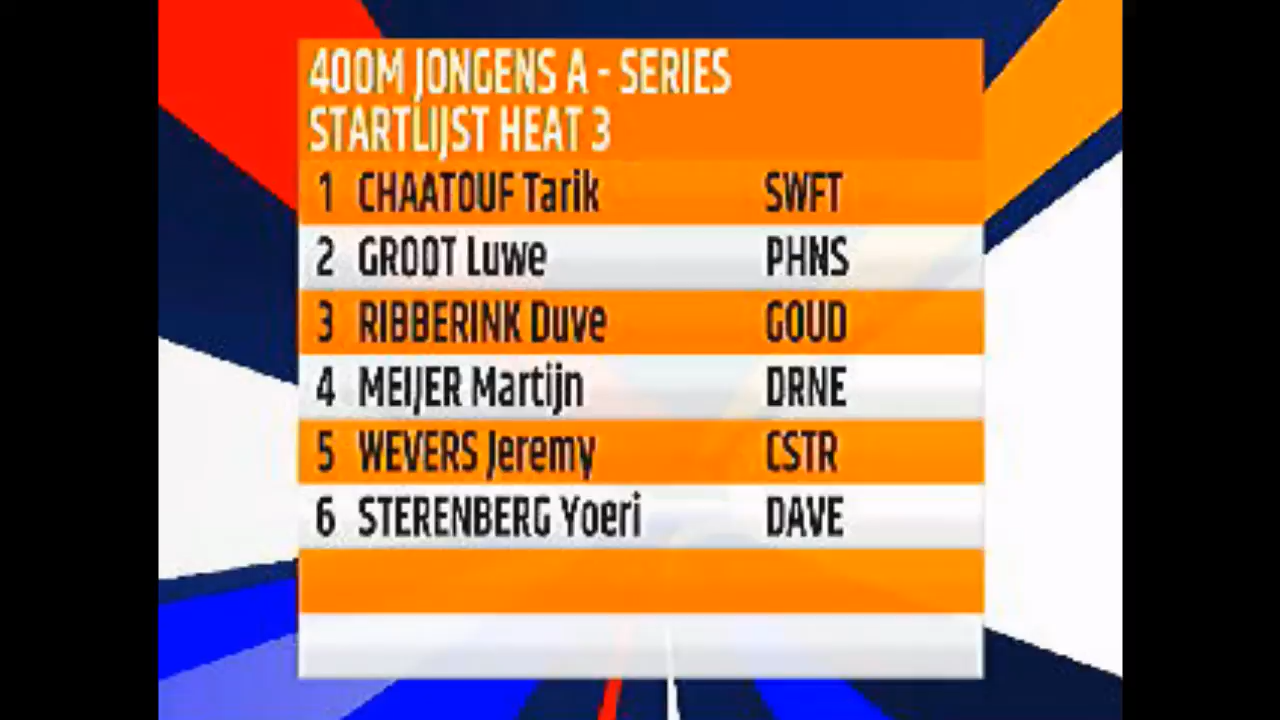 400M JONGENS A - SERIES
STARTLIJST HEAT 3
1 CHAATOUF Tarik SWFT
2 GROOT Luwe PHNS
3 RIBBERINK Duve GOUD
4 MEIJER Martijn DRNE
5 WEVERS Jeremy CSTR
6 STERENBERG Yoeri DAVE